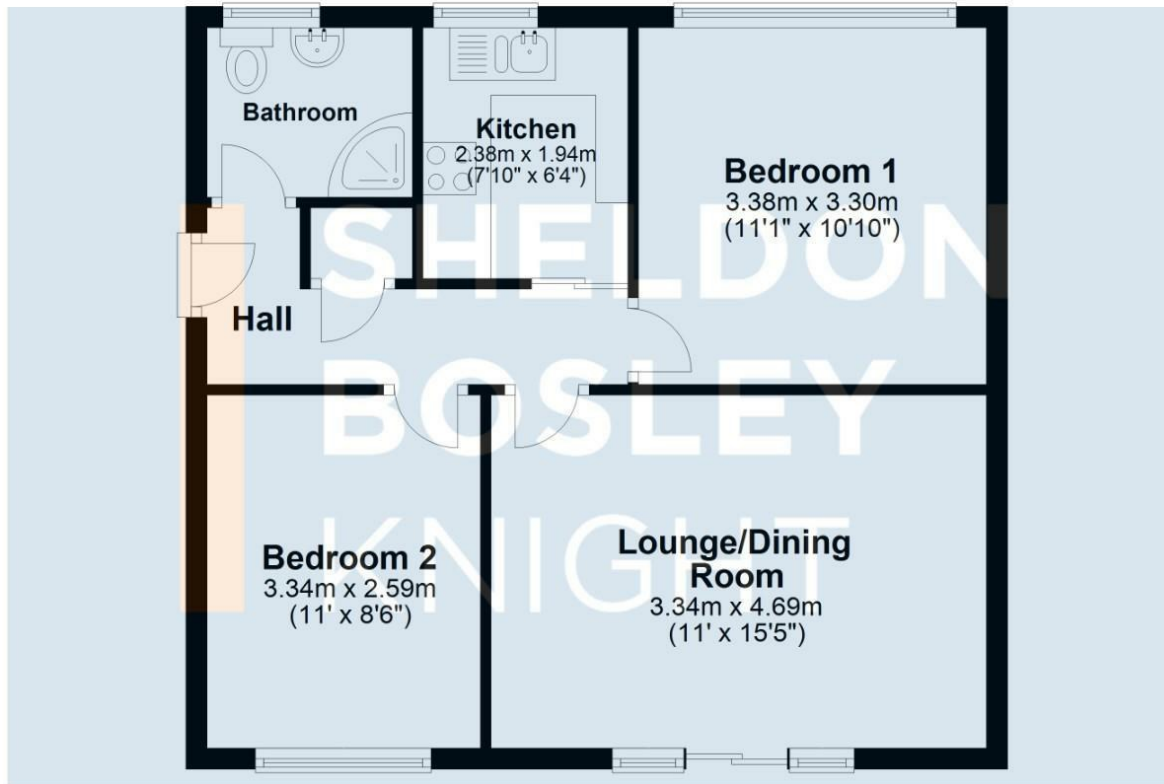 Bathroom
Kitchen
2.38m x 1.94m
(7'10" x 6'4")
Bedroom 1
3.38m x 3.30m
(11'1" x 10'10")
SHELDON
Hall
BOSLEY
KNIGHT
Bedroom 2
3.34m x 2.59m
(11' x 8'6")
Lounge/Dining
Room
3.34m x 4.69m
(11' x 15'5")